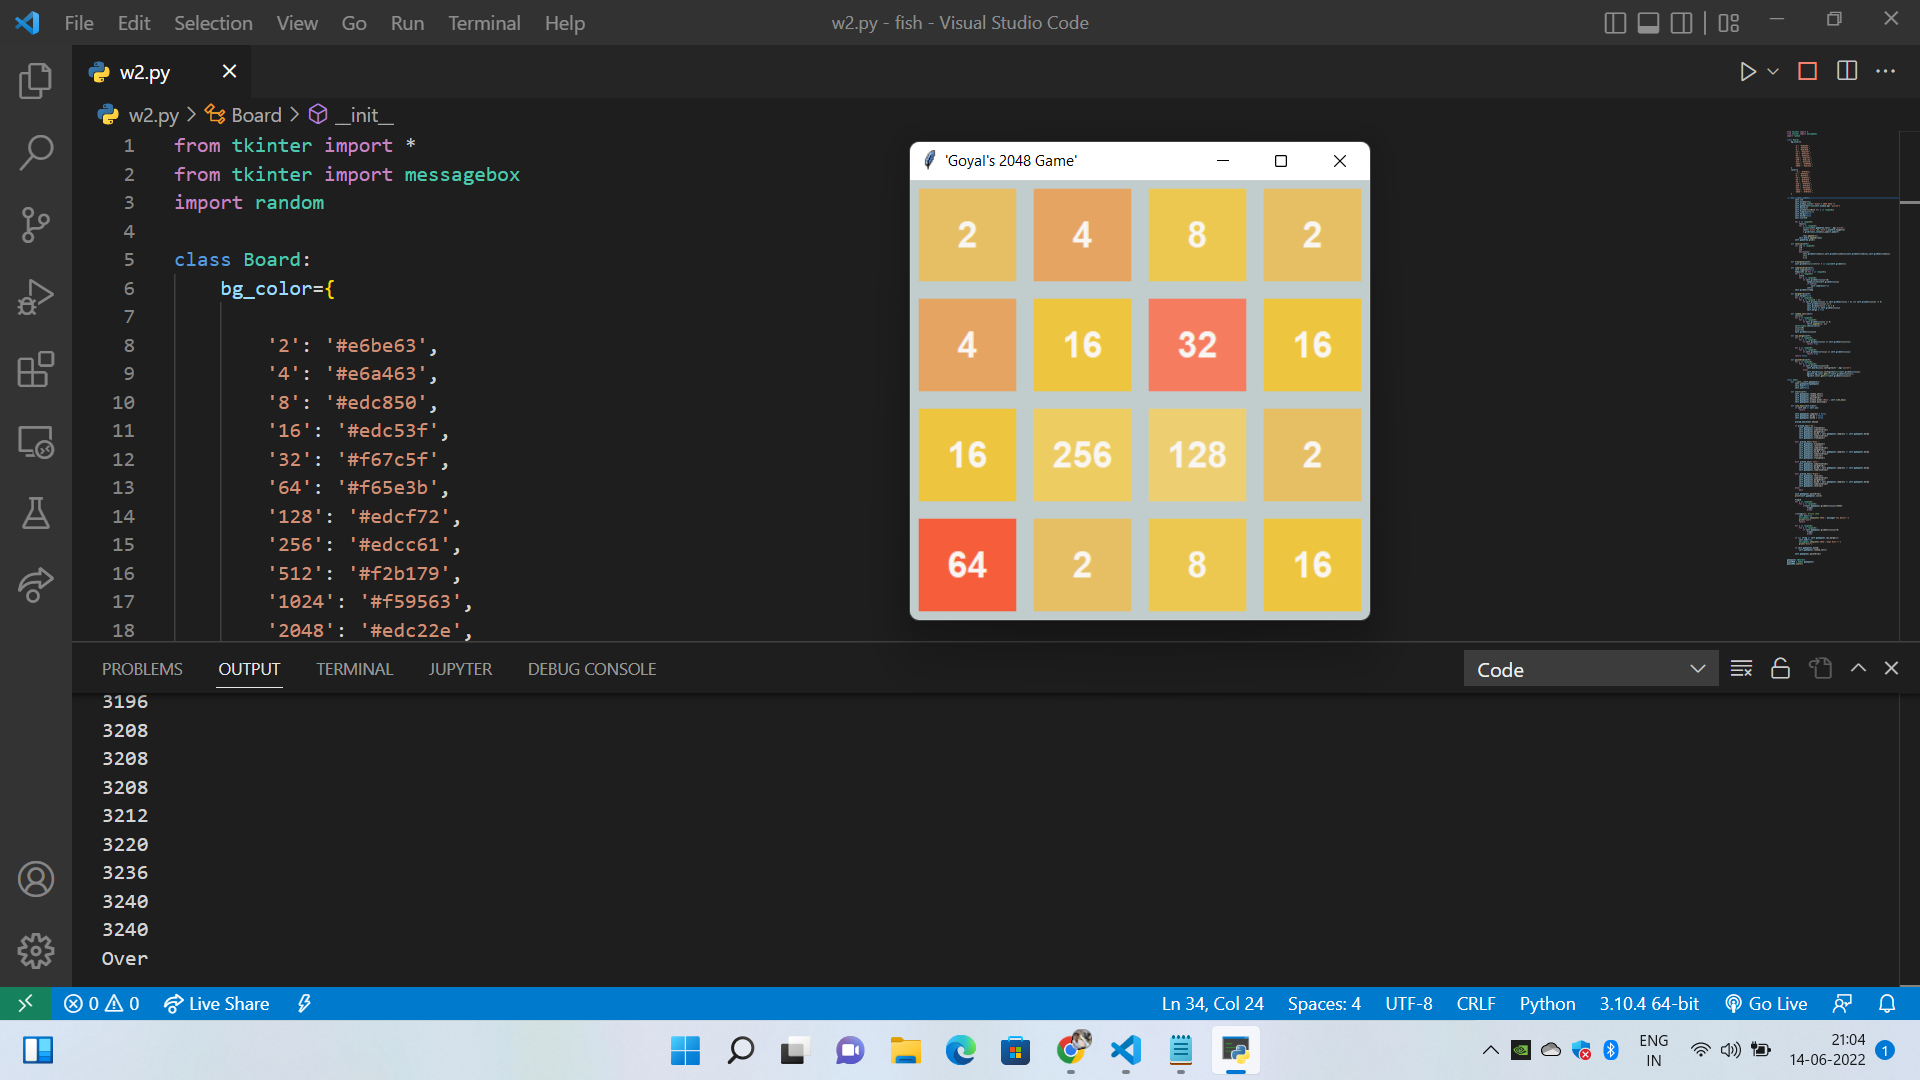 File Edit Selection View Go Run Terminal Help
w2.py - fish - Visual Studio Code
w2.py
w2.py > Board > __init__
1 from tkinter import *
2 from tkinter import messagebox
3 import random
4
5 class Board:
6 bg_color={
7
8 '2': '#e6be63',
9 '4': '#e6a463',
10 '8': '#edc850',
11 '16': '#edc53f',
12 '32': '#f67c5f',
13 '64': '#f65e3b',
14 '128': '#edcf72',
15 '256': '#edcc61',
16 '512': '#f2b179',
17 '1024': '#f59563',
18 '2048': '#edc22e',
'Goyal's 2048 Game'
2 4 8 2
4 16 32 16
16 256 128 2
64 2 8 16
PROBLEMS OUTPUT TERMINAL JUPYTER DEBUG CONSOLE
Code
3196
3208
3208
3208
3212
3220
3236
3240
3240
Over
0 0 Live Share
Ln 34, Col 24 Spaces: 4 UTF-8 CRLF Python 3.10.4 64-bit Go Live
ENG
IN
21:04
14-06-2022
1